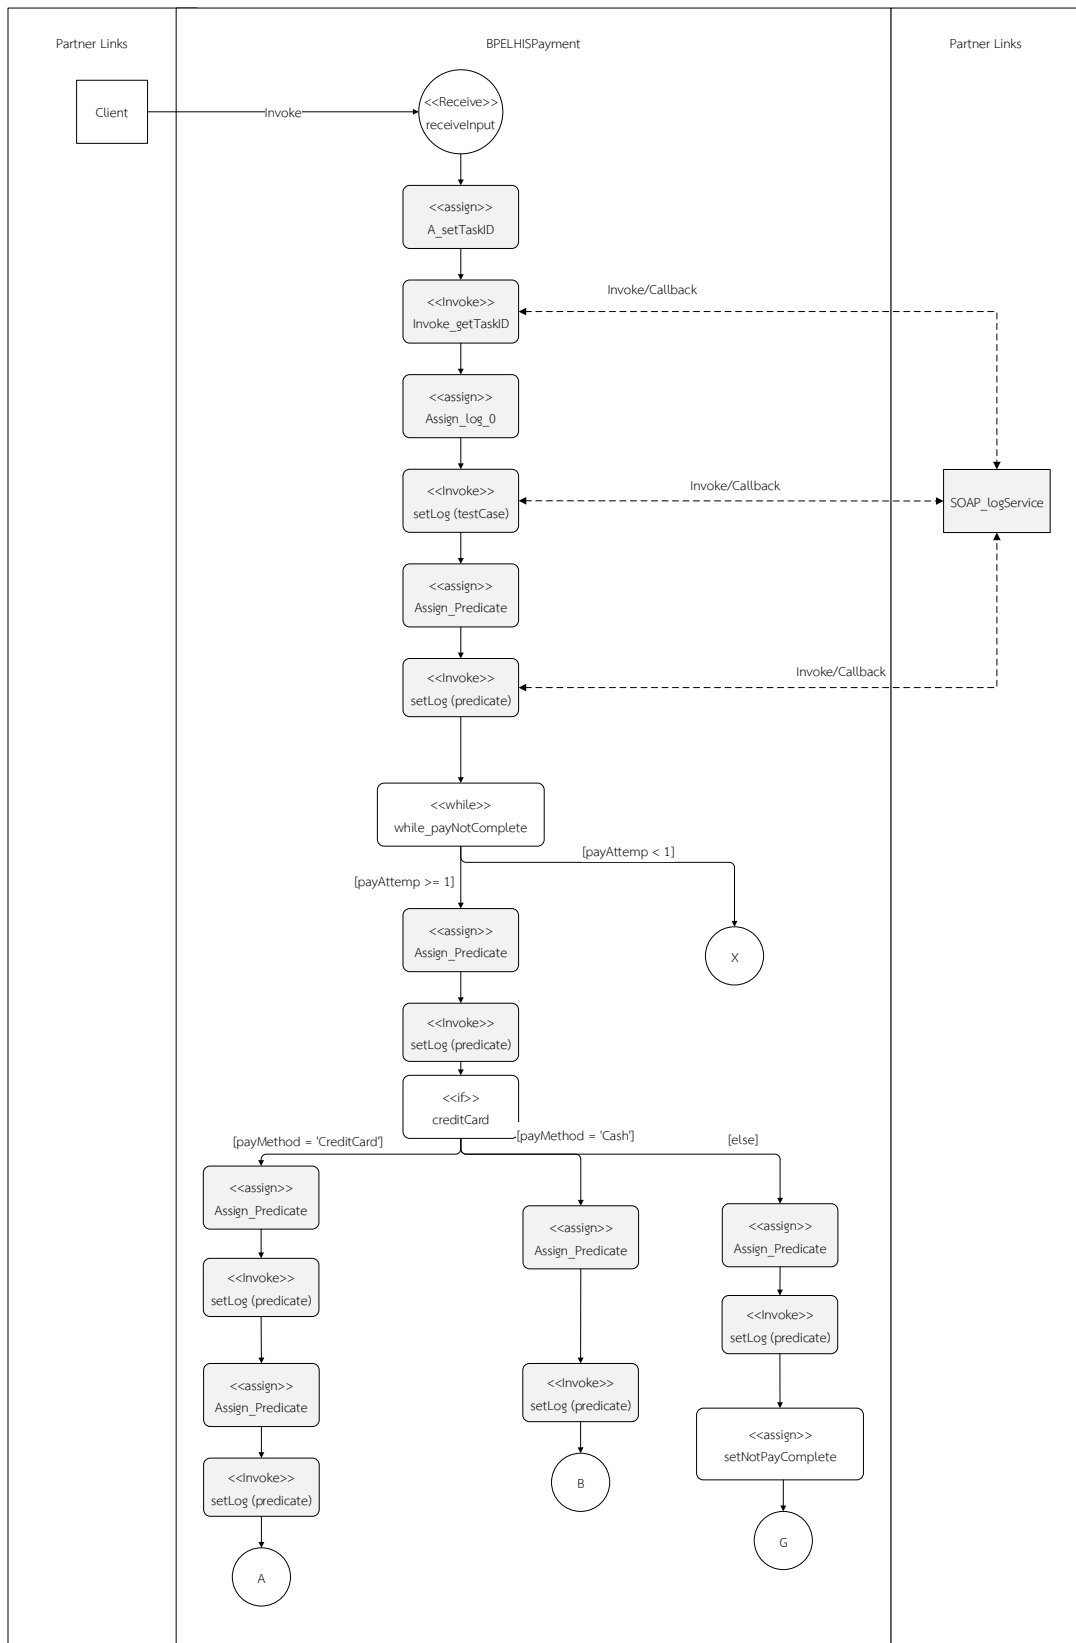 Partner Links
BPELHISPayment
Partner Links
Client
Invoke
<<Receive>>
receiveInput
<<assign>>
A_setTaskID
Invoke/Callback
<<Invoke>>
Invoke_getTaskID
<<assign>>
Assign_log_0
Invoke/Callback
<<Invoke>>
setLog (testCase)
SOAP_logService
<<assign>>
Assign_Predicate
Invoke/Callback
<<Invoke>>
setLog (predicate)
<<while>>
while_payNotComplete
[payAttemp < 1]
[payAttemp >= 1]
<<assign>>
Assign_Predicate
X
<<Invoke>>
setLog (predicate)
<<if>>
creditCard
[payMethod = 'CreditCard']
[payMethod = 'Cash']
[else]
<<assign>>
Assign_Predicate
<<assign>>
Assign_Predicate
<<assign>>
Assign_Predicate
<<Invoke>>
setLog (predicate)
<<Invoke>>
setLog (predicate)
<<assign>>
Assign_Predicate
<<Invoke>>
setLog (predicate)
<<assign>>
setNotPayComplete
<<Invoke>>
setLog (predicate)
B
G
A